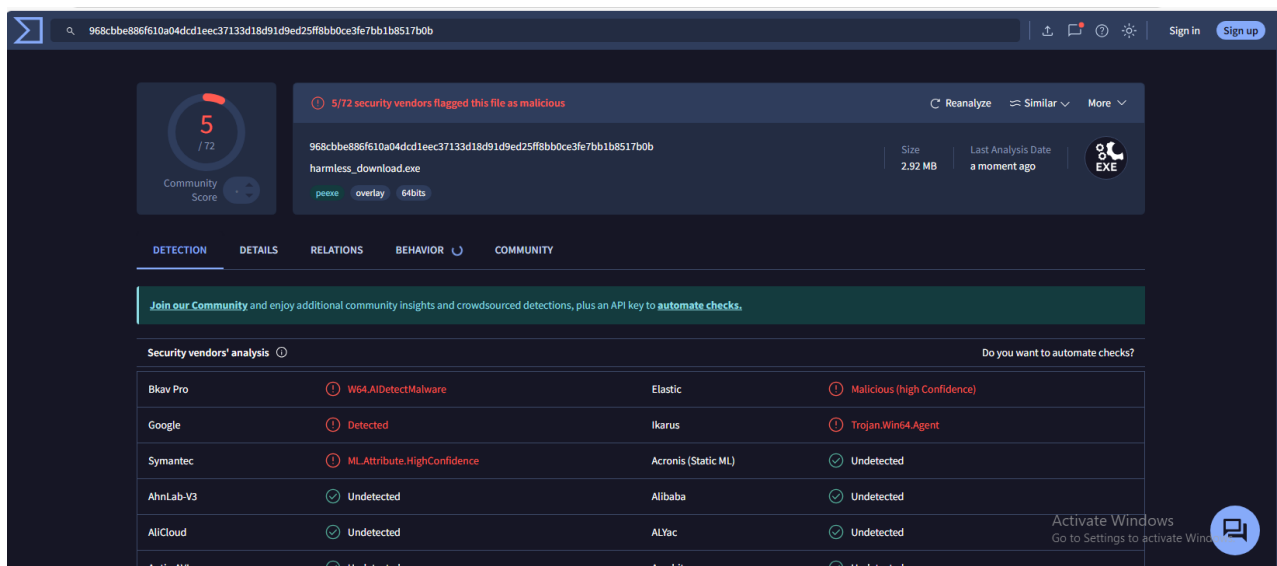 968cbbe886f610a04dcd1eec37133d18d91d9ed25ff8bb0ce3fe7bb1b8517b0b
Sign in
Sign up
5
/ 72
Community
Score
5/72 security vendors flagged this file as malicious
Reanalyze
Similar
More
968cbbe886f610a04dcd1eec37133d18d91d9ed25ff8bb0ce3fe7bb1b8517b0b
harmless_download.exe
peexe overlay 64bits
Size
2.92 MB
Last Analysis Date
a moment ago
EXE
DETECTION DETAILS RELATIONS BEHAVIOR COMMUNITY
Join our Community and enjoy additional community insights and crowdsourced detections, plus an API key to automate checks.
Security vendors' analysis Do you want to automate checks?
Bkav Pro W64.AIDetectMalware Elastic Malicious (high Confidence)
Google Detected Ikarus Trojan.Win64.Agent
Symantec ML.Attribute.HighConfidence Acronis (Static ML) Undetected
AhnLab-V3 Undetected Alibaba Undetected
AliCloud Undetected ALYac Undetected
Activate Windows
Go to Settings to activate